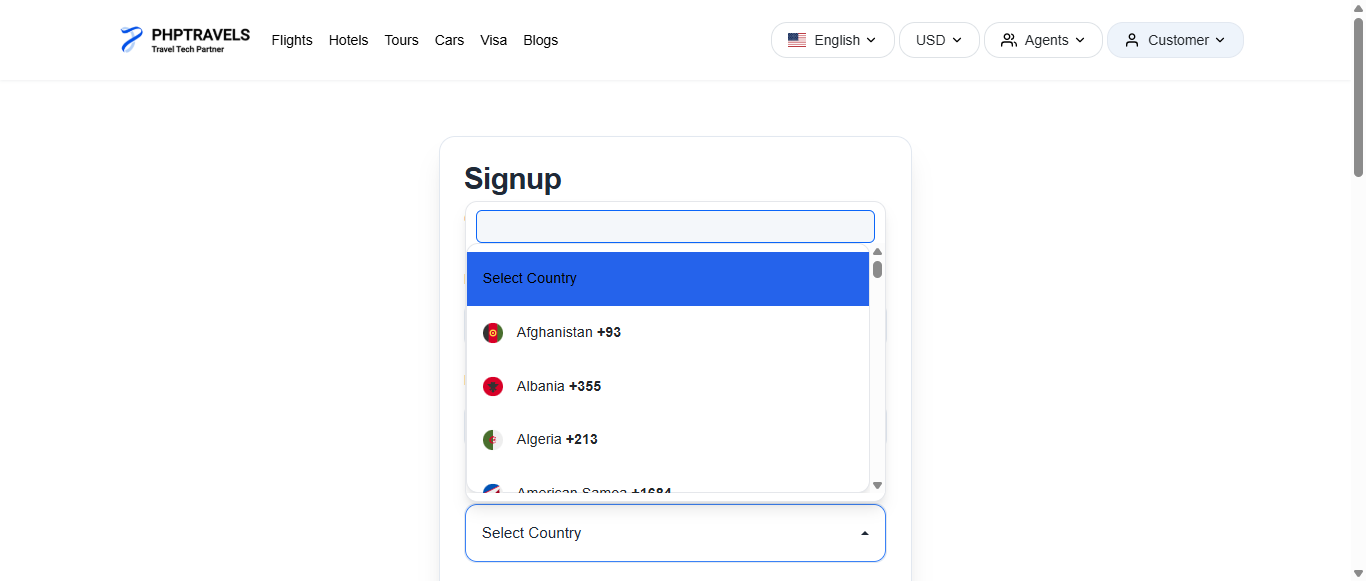 PHPTRAVELS
Travel Tech Partner
Flights Hotels Tours Cars Visa Blogs
English USD Agents Customer
Signup
Select Country
Afghanistan +93
Albania +355
Algeria +213
American Samoa +1684
Select Country